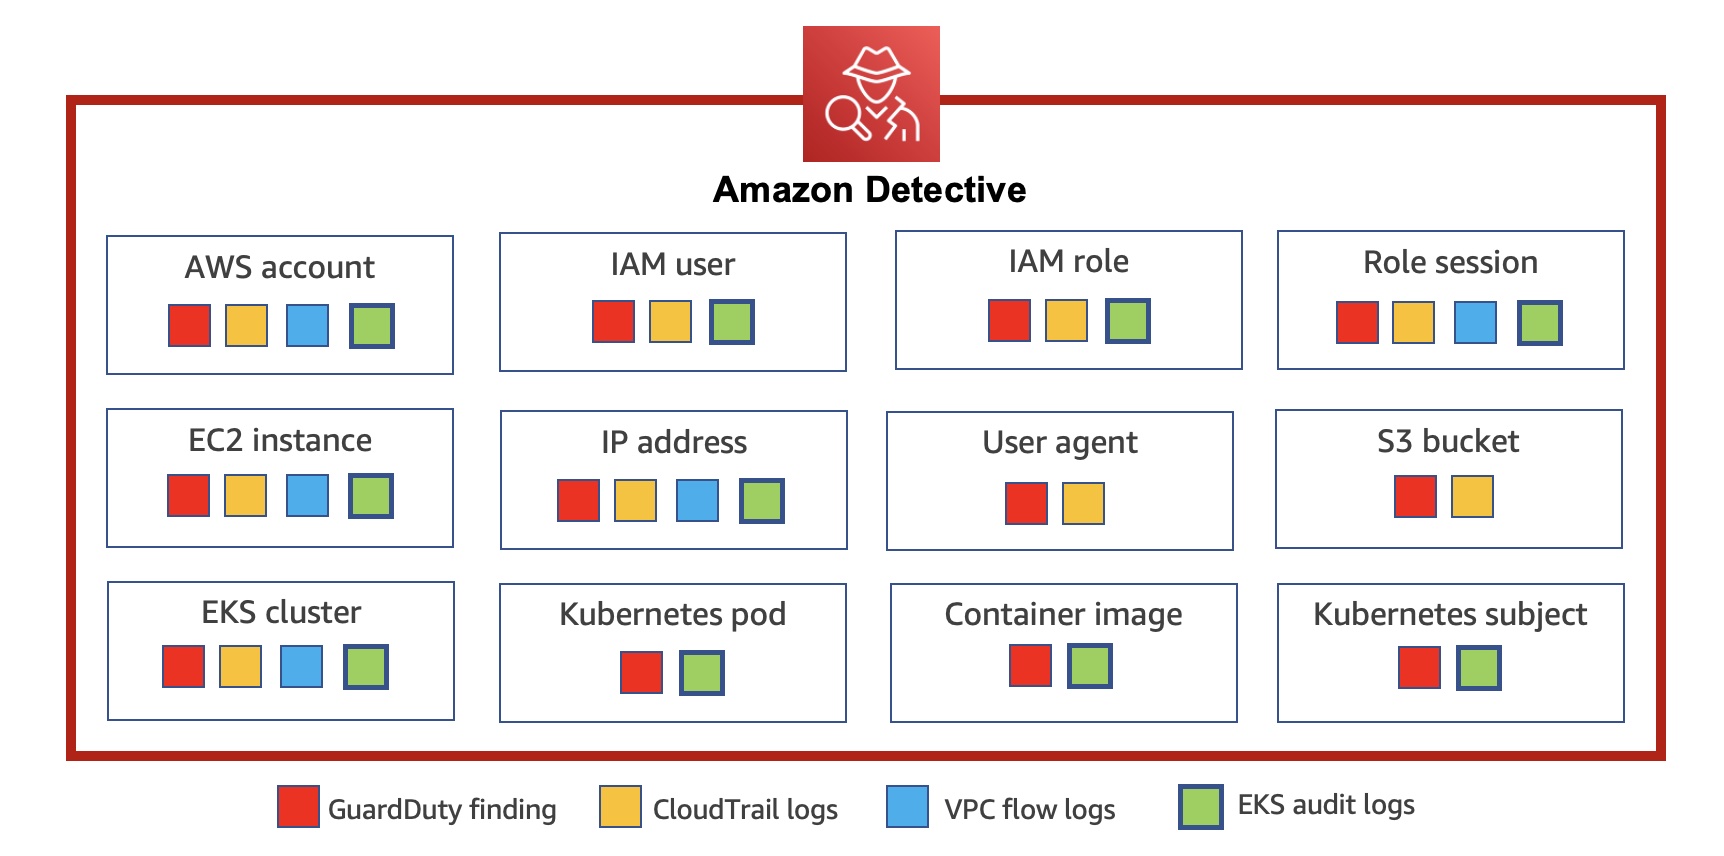 Amazon Detective
AWS account
IAM user
IAM role
Role session
EC2 instance
IP address
User agent
S3 bucket
EKS cluster
Kubernetes pod
Container image
Kubernetes subject
GuardDuty finding
CloudTrail logs
VPC flow logs
EKS audit logs